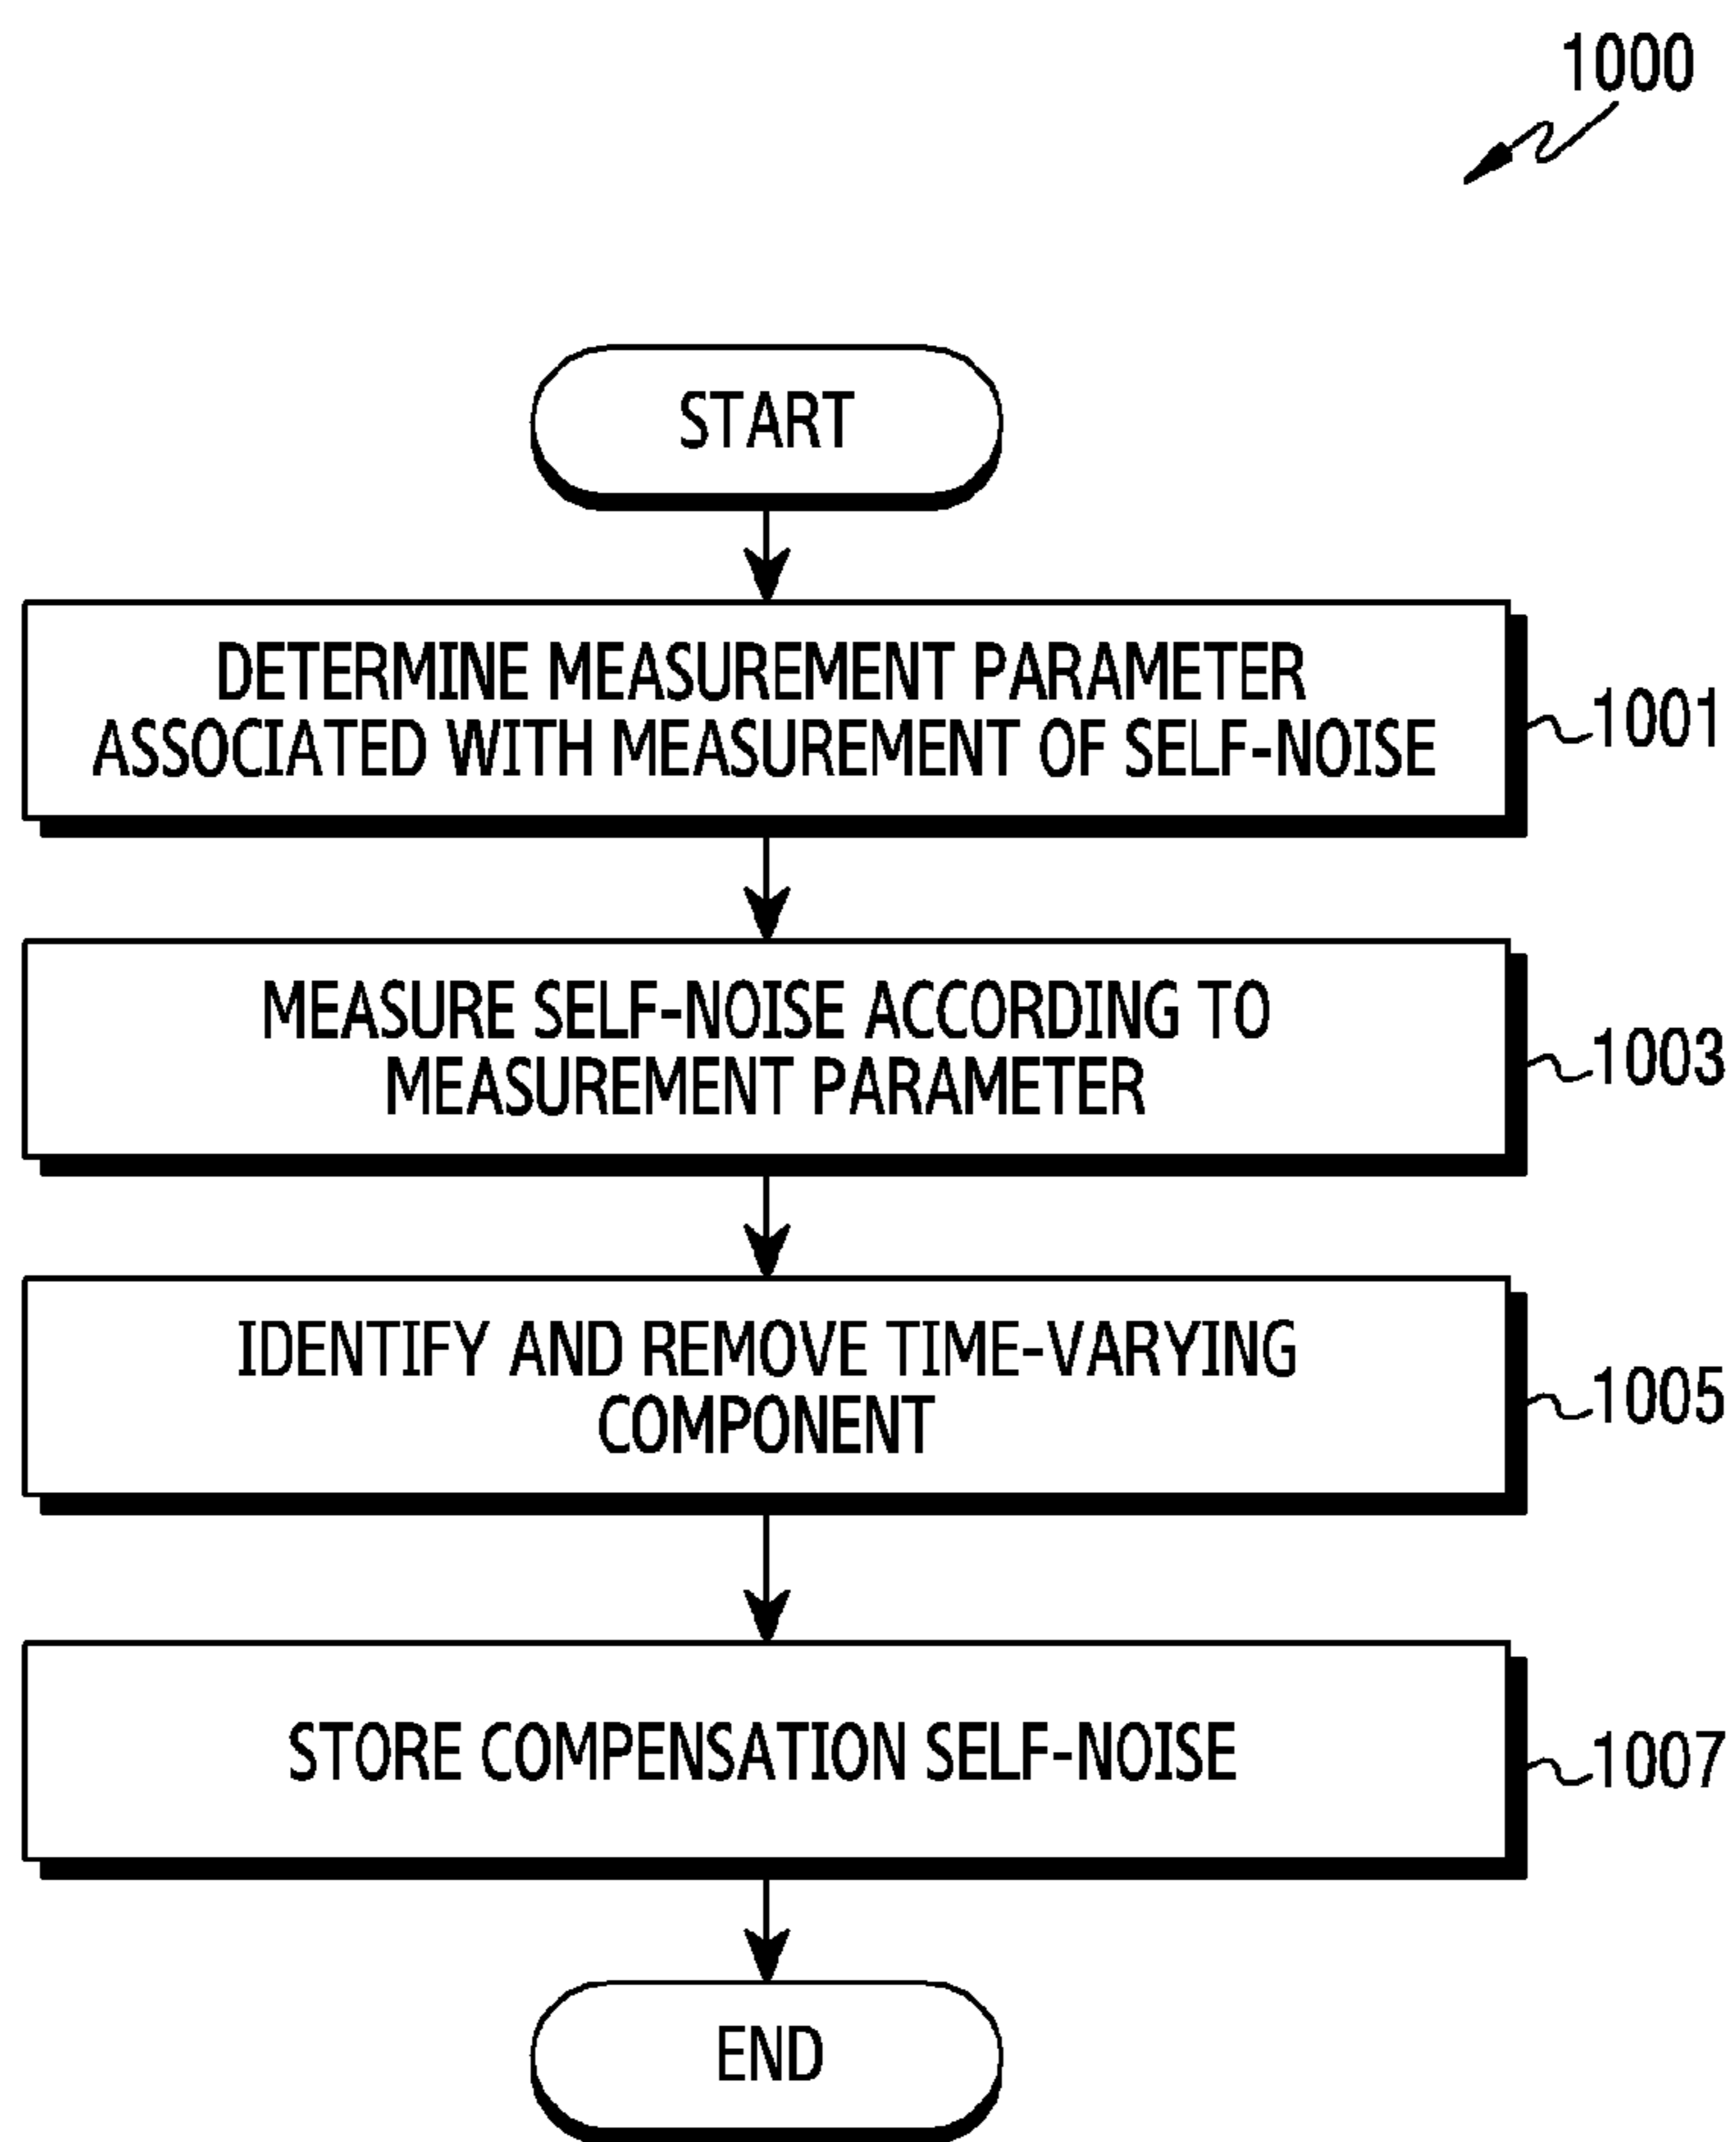 1000
START
DETERMINE MEASUREMENT PARAMETER
ASSOCIATED WITH MEASUREMENT OF SELF-NOISE
1001
MEASURE SELF-NOISE ACCORDING TO
MEASUREMENT PARAMETER
1003
IDENTIFY AND REMOVE TIME-VARYING
COMPONENT
1005
STORE COMPENSATION SELF-NOISE
1007
END